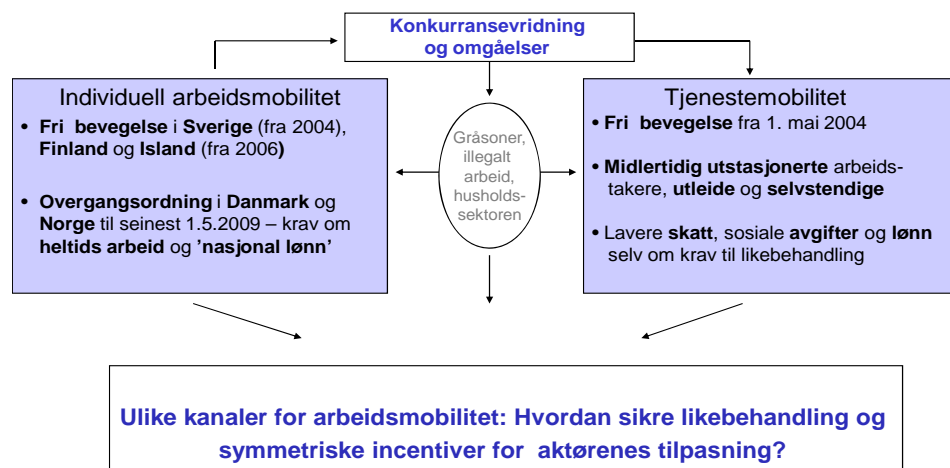 Konkurransevridning
og omgåelser
Individuell arbeidsmobilitet
• Fri bevegelse i Sverige (fra 2004),
Finland og Island (fra 2006)
• Overgangsordning i Danmark og
Norge til seinest 1.5.2009 – krav om
heltids arbeid og ’nasjonal lønn’
Gråsoner,
illegalt
arbeid,
husholds-
sektoren
Tjenestemobilitet
• Fri bevegelse fra 1. mai 2004
• Midlertidig utstasjonerte arbeids-
takere, utleide og selvstendige
• Lavere skatt, sosiale avgifter og lønn
selv om krav til likebehandling
Ulike kanaler for arbeidsmobilitet: Hvordan sikre likebehandling og
symmetriske incentiver for aktørenes tilpasning?